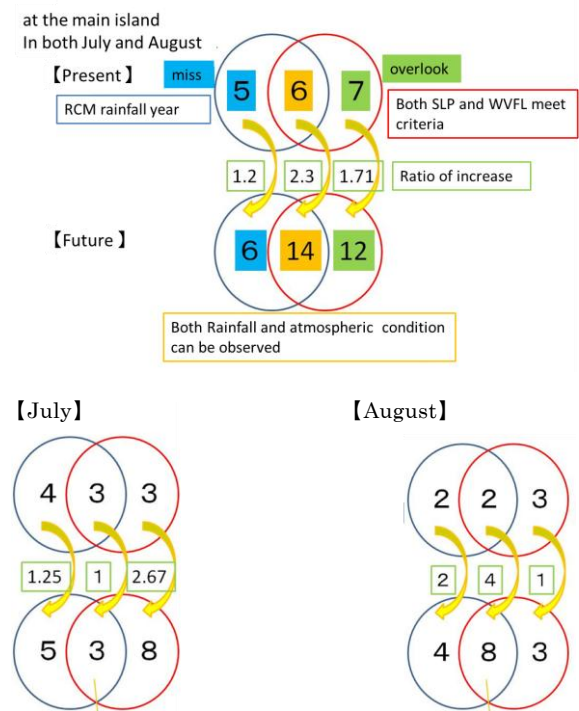 at the main island
In both July and August
【Present】
miss
5
6
7
overlook
RCM rainfall year
Both SLP and WVFL meet
criteria
1.2
2.3
1.71
Ratio of increase
【Future】
6
14
12
Both Rainfall and atmospheric condition
can be observed
【July】
4
3
3
1.25
1
2.67
5
3
8
【August】
2
2
3
2
4
1
4
8
3